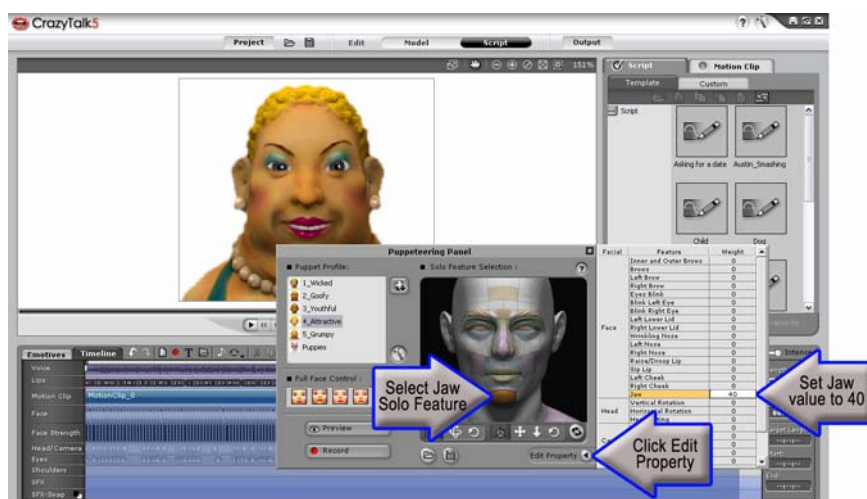 CrazyTalk5
Project Edit Model Script Output
151%
Script Motion Clip
Template Custom
Script
Asking for a date Austin_Smashing
Child Dog
Puppeteering Panel
Puppet Profile:
1_Wicked
2_Goofy
3_Youthful
4_Attractive
5_Grumpy
Puppies
Full Face Control :
Preview
Record
Solo Feature Selection :
Edit Property
Facial Feature Weight
Inner and Outer Brows 0
Brows 0
Left Brow 0
Right Brow 0
Eyes Blink 0
Blink Left Eye 0
Blink Right Eye 0
Left Lower Lid 0
Face Right Lower Lid 0
Wrinkling Nose 0
Left Nose 0
Right Nose 0
Raise/Droop Lip 0
Sip Lip 0
Left Cheek 0
Right Cheek 0
Jaw 40
Vertical Rotation 0
Head Horizontal Rotation 0
Select Jaw
Solo Feature
Set Jaw
value to 40
Click Edit
Property
Emotives Timeline
Voice
Lips
Motion Clip MotionClip_0
Face
Face Strength
Head/Camera
Eyes
Shoulders
SFX
SFX-Swap